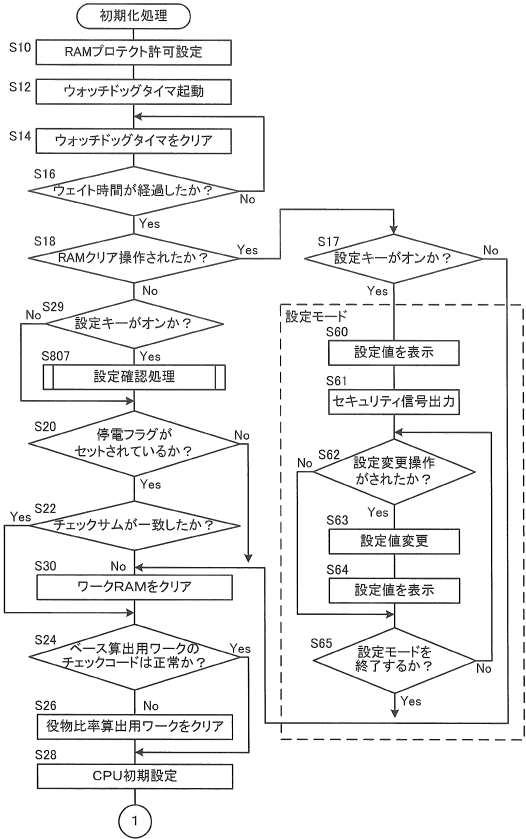 初期化処理
S10
RAMプロテクト許可設定
S12
ウォッチドッグタイマ起動
S14
ウォッチドッグタイマをクリア
S16
ウェイト時間が経過したか？
No
Yes
S18
RAMクリア操作されたか？
Yes
No
S17
設定キーがオンか？
No
Yes
S29
No
設定キーがオンか？
Yes
S807
設定確認処理
S20
停電フラグが
セットされているか？
No
Yes
S22
Yes
チェックサムが一致したか？
No
S30
ワークRAMをクリア
S24
ベース算出用ワークの
チェックコードは正常か？
Yes
No
S26
役物比率算出用ワークをクリア
S28
CPU初期設定
1
設定モード
S60
設定値を表示
S61
セキュリティ信号出力
S62
No
設定変更操作
がされたか？
Yes
S63
設定値変更
S64
設定値を表示
S65
設定モードを
終了するか？
No
Yes